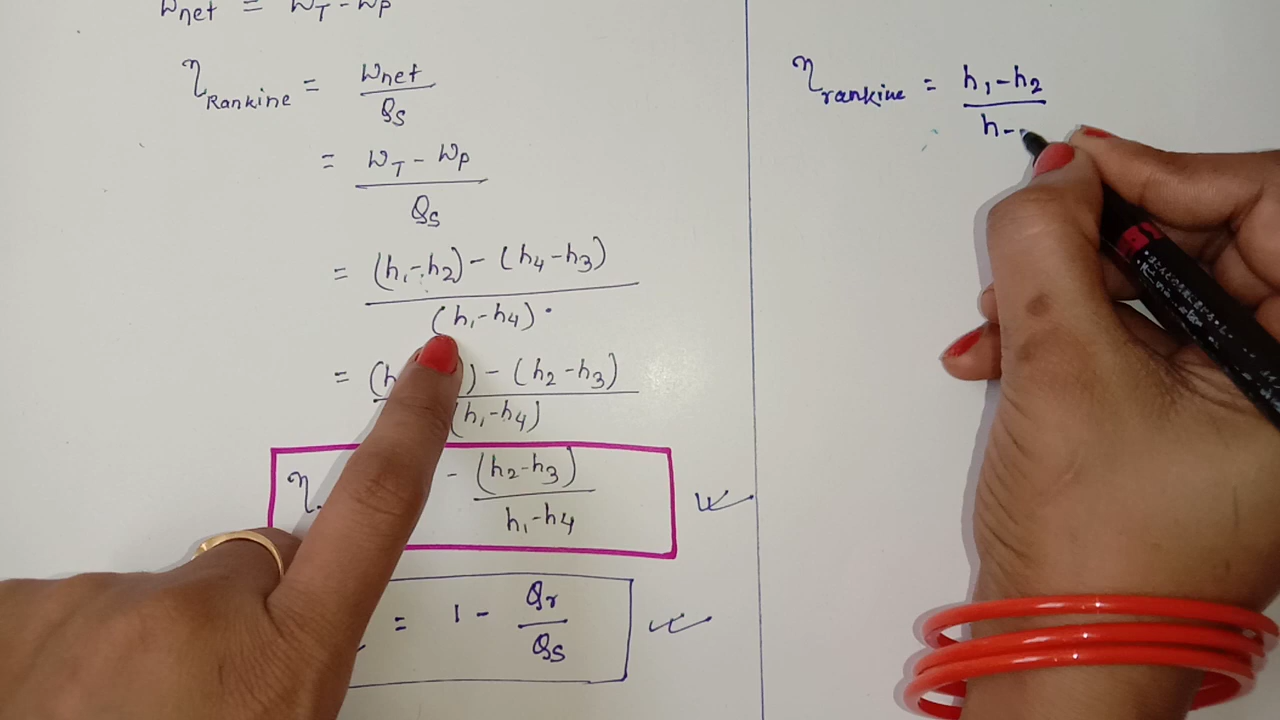 Wnet = WT - WP
ηRankine = Wnet / QS
= WT - WP / QS
= (h1-h2) - (h4-h3) / (h1-h4)
= (h ) - (h2-h3) / (h1-h4)
η - (h2-h3) / h1-h4
= 1 - Qr / QS
ηrankine = h1-h2 / h-